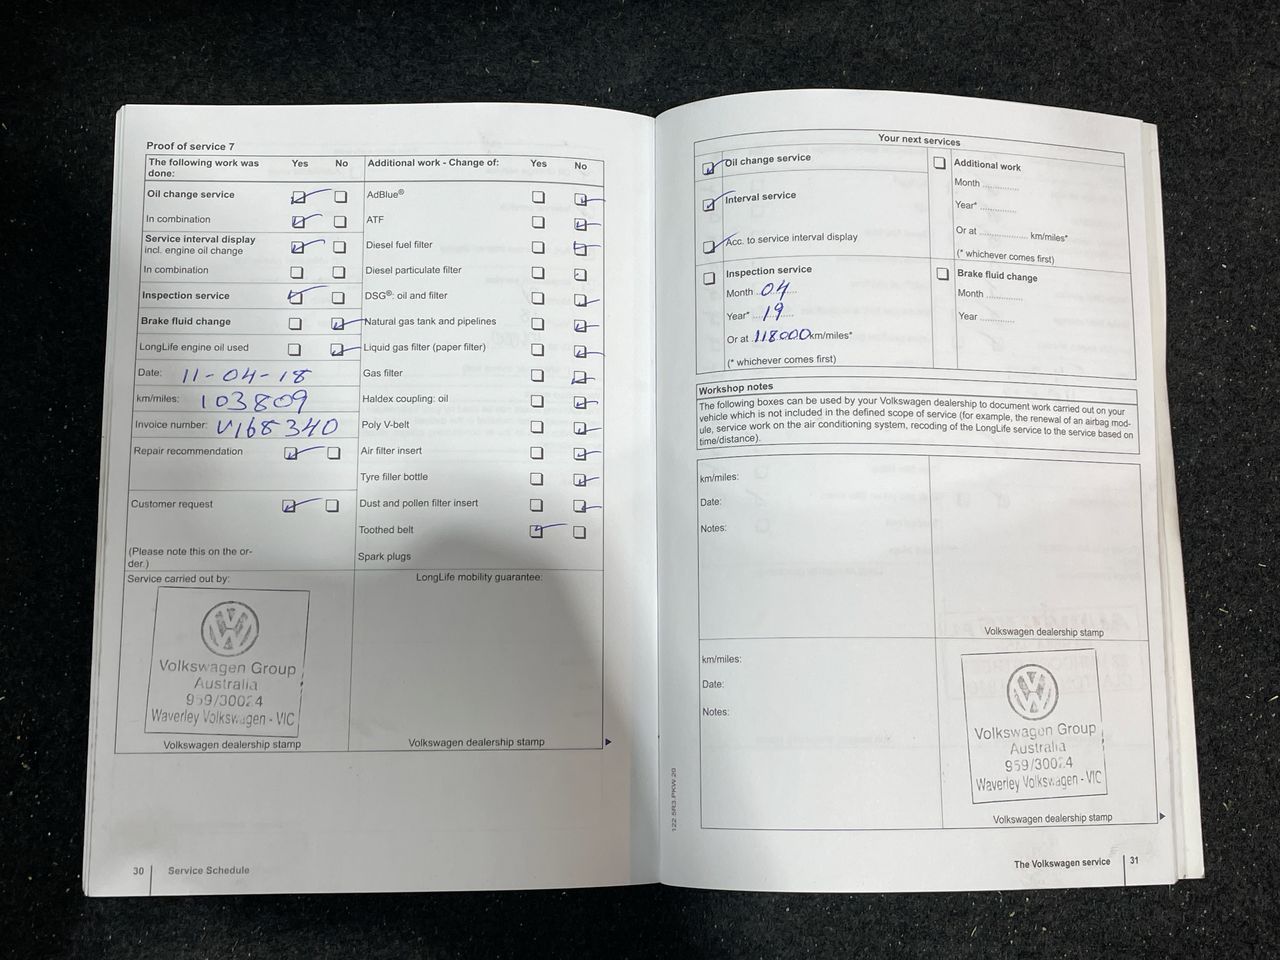 Proof of service 7
The following work was done: Yes No Additional work - Change of: Yes No
Oil change service AdBlue®
In combination ATF
Service interval display incl. engine oil change Diesel fuel filter
In combination Diesel particulate filter
Inspection service DSG®: oil and filter
Brake fluid change Natural gas tank and pipelines
LongLife engine oil used Liquid gas filter (paper filter)
Date: 11-04-18 Gas filter
km/miles: 103809 Haldex coupling: oil
Invoice number: V168340 Poly V-belt
Repair recommendation Air filter insert
Tyre filler bottle
Customer request Dust and pollen filter insert
Toothed belt
(Please note this on the or-
der.)
Spark plugs
Service carried out by: LongLife mobility guarantee:
Volkswagen Group
Australia
959/30024
Waverley Volkswagen - VIC
Volkswagen dealership stamp Volkswagen dealership stamp
30 Service Schedule
Your next services
Oil change service
Interval service
Acc. to service interval display
Additional work
Month ..............
Year* ..............
Or at .................. km/miles*
(* whichever comes first)
Inspection service
Month 04
Year* 19
Or at 118000 km/miles*
(* whichever comes first)
Brake fluid change
Month ..............
Year ..............
Workshop notes
The following boxes can be used by your Volkswagen dealership to document work carried out on your
vehicle which is not included in the defined scope of service (for example, the renewal of an airbag mod-
ule, service work on the air conditioning system, recoding of the LongLife service to the service based on
time/distance).
km/miles:
Date:
Notes:
Volkswagen dealership stamp
km/miles:
Date:
Notes:
Volkswagen Group
Australia
959/30024
Waverley Volkswagen - VIC
Volkswagen dealership stamp
122.5R3.PKW.20
The Volkswagen service 31